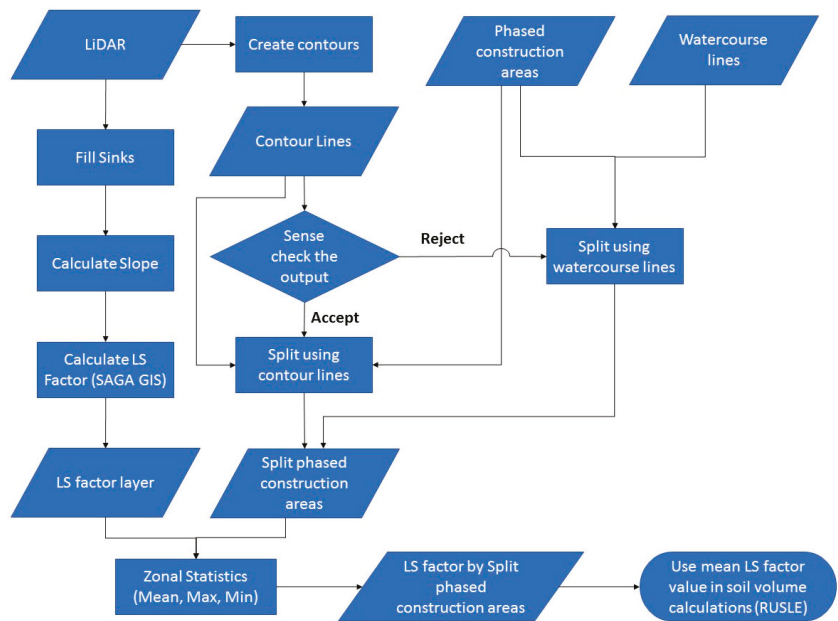 LiDAR
Create contours
Phased
construction
areas
Watercourse
lines
Fill Sinks
Contour Lines
Calculate Slope
Sense
check the
output
Reject
Split using
watercourse lines
Accept
Calculate LS
Factor (SAGA GIS)
Split using
contour lines
LS factor layer
Split phased
construction
areas
Zonal Statistics
(Mean, Max, Min)
LS factor by Split
phased
construction areas
Use mean LS factor
value in soil volume
calculations (RUSLE)